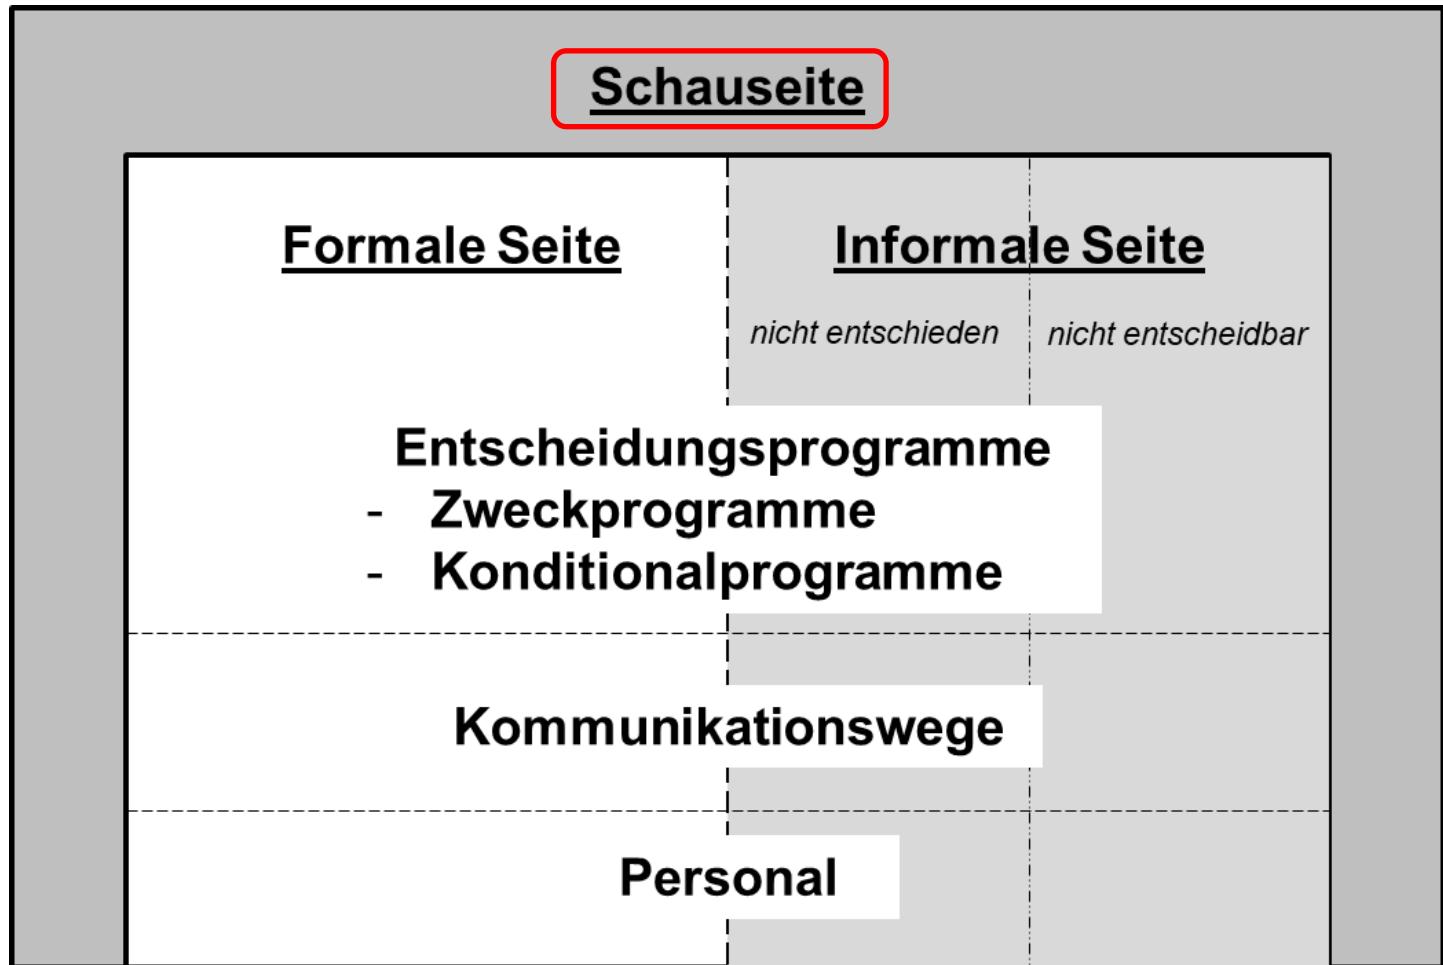 Schauseite
Formale Seite
Informale Seite
nicht entschieden
nicht entscheidbar
Entscheidungsprogramme
- Zweckprogramme
- Konditionalprogramme
Kommunikationswege
Personal